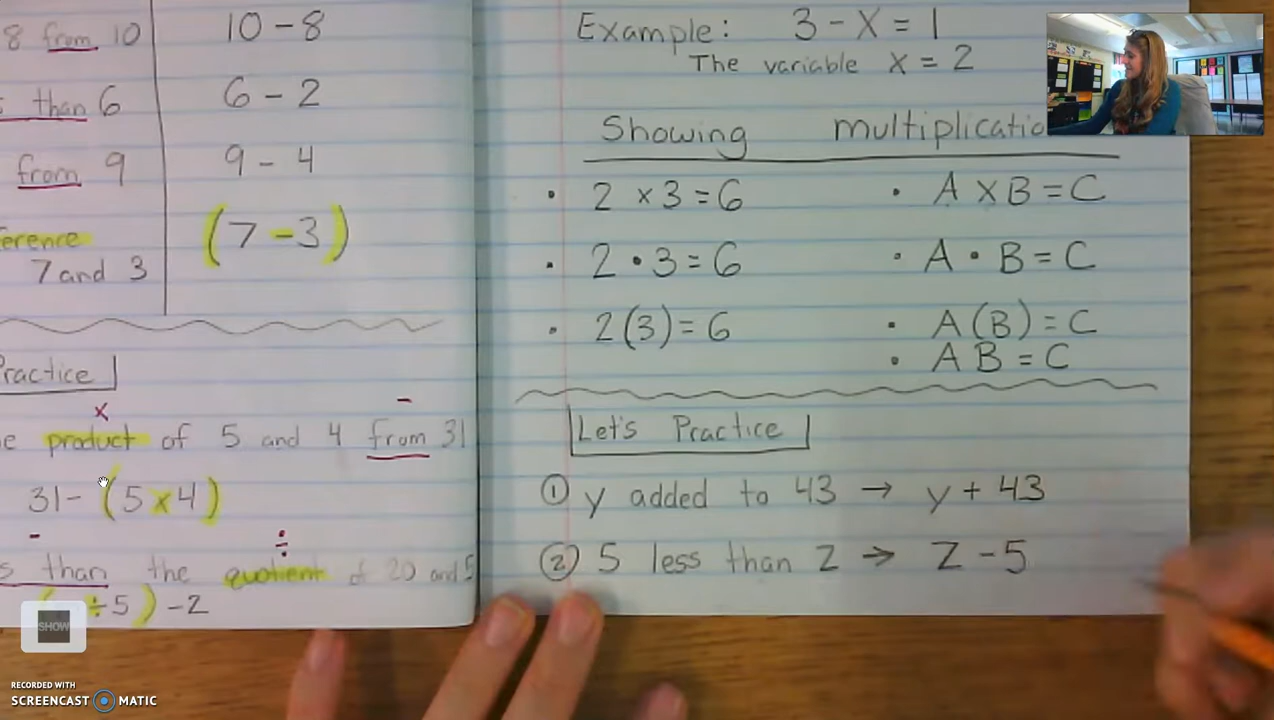 8 from 10
10 - 8
than 6
6 - 2
from 9
9 - 4
erence
7 and 3
(7 - 3)
ractice
×
-
e product of 5 and 4 from 31
31 - (5 x 4)
-
÷
s than the quotient of 20 and 5
( ÷5) - 2
Example: 3 - X = 1
The variable x = 2
Showing multiplicatio
• 2 x 3 = 6
• A X B = C
• 2 • 3 = 6
• A • B = C
• 2(3) = 6
• A(B) = C
• AB = C
Let's Practice
① y added to 43 → y + 43
② 5 less than Z → Z - 5
SHOW
RECORDED WITH
SCREENCAST MATIC